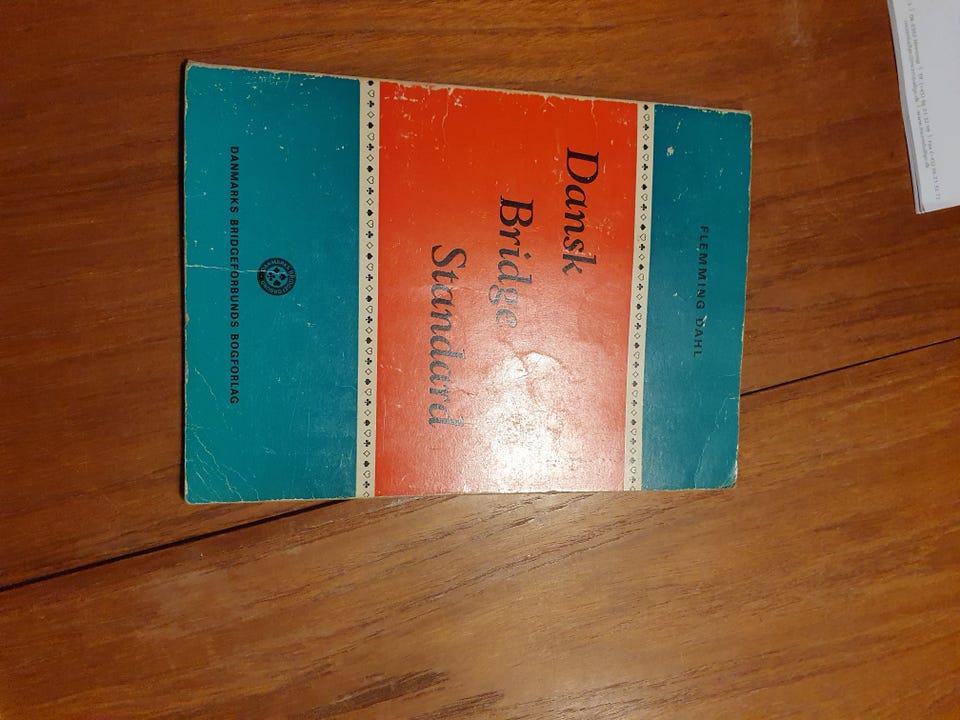 FLEMMING DAHL
Dansk
Bridge
Standard
DANMARKS BRIDGEFORBUNDS BOGFORLAG